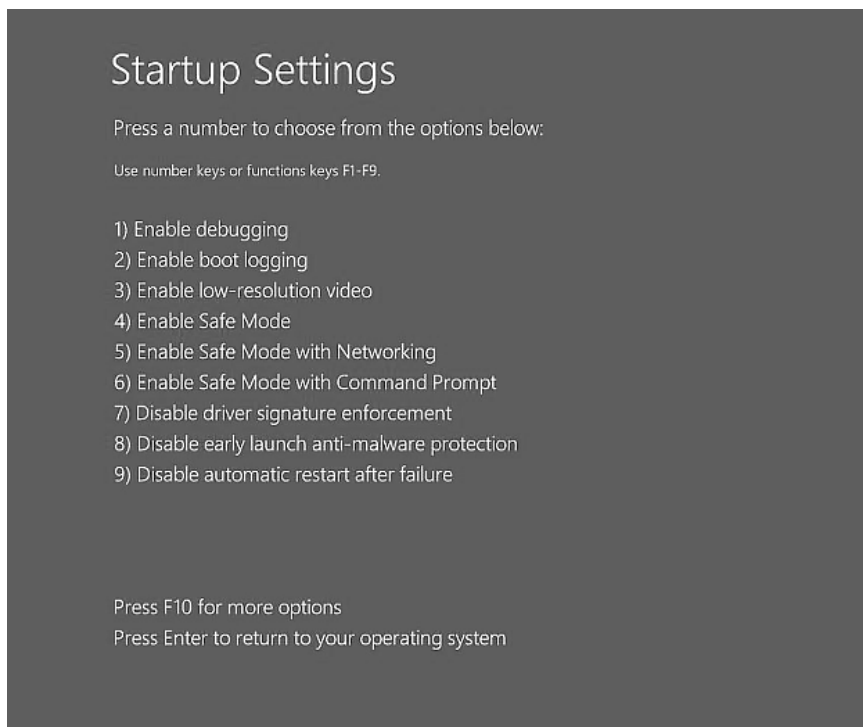 Startup Settings
Press a number to choose from the options below:
Use number keys or functions keys F1-F9.
1) Enable debugging
2) Enable boot logging
3) Enable low-resolution video
4) Enable Safe Mode
5) Enable Safe Mode with Networking
6) Enable Safe Mode with Command Prompt
7) Disable driver signature enforcement
8) Disable early launch anti-malware protection
9) Disable automatic restart after failure
Press F10 for more options
Press Enter to return to your operating system